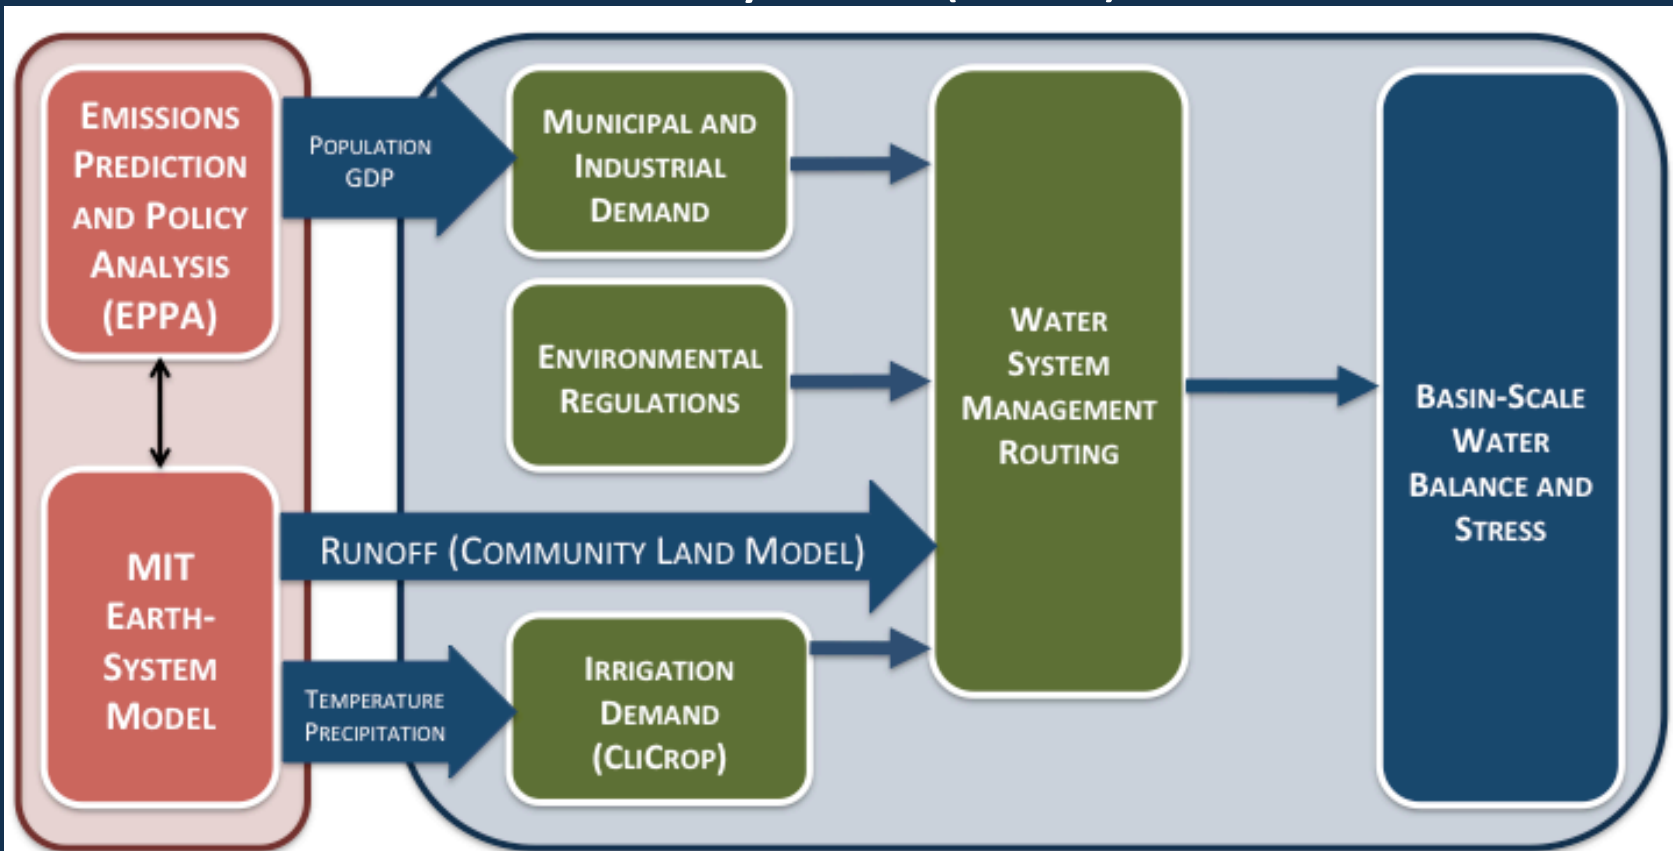 EMISSIONS
PREDICTION
AND POLICY
ANALYSIS
(EPPA)
POPULATION
GDP
MUNICIPAL AND
INDUSTRIAL
DEMAND
ENVIRONMENTAL
REGULATIONS
WATER
SYSTEM
MANAGEMENT
ROUTING
BASIN-SCALE
WATER
BALANCE AND
STRESS
MIT
EARTH-
SYSTEM
MODEL
RUNOFF (COMMUNITY LAND MODEL)
TEMPERATURE
PRECIPITATION
IRRIGATION
DEMAND
(CLICROP)